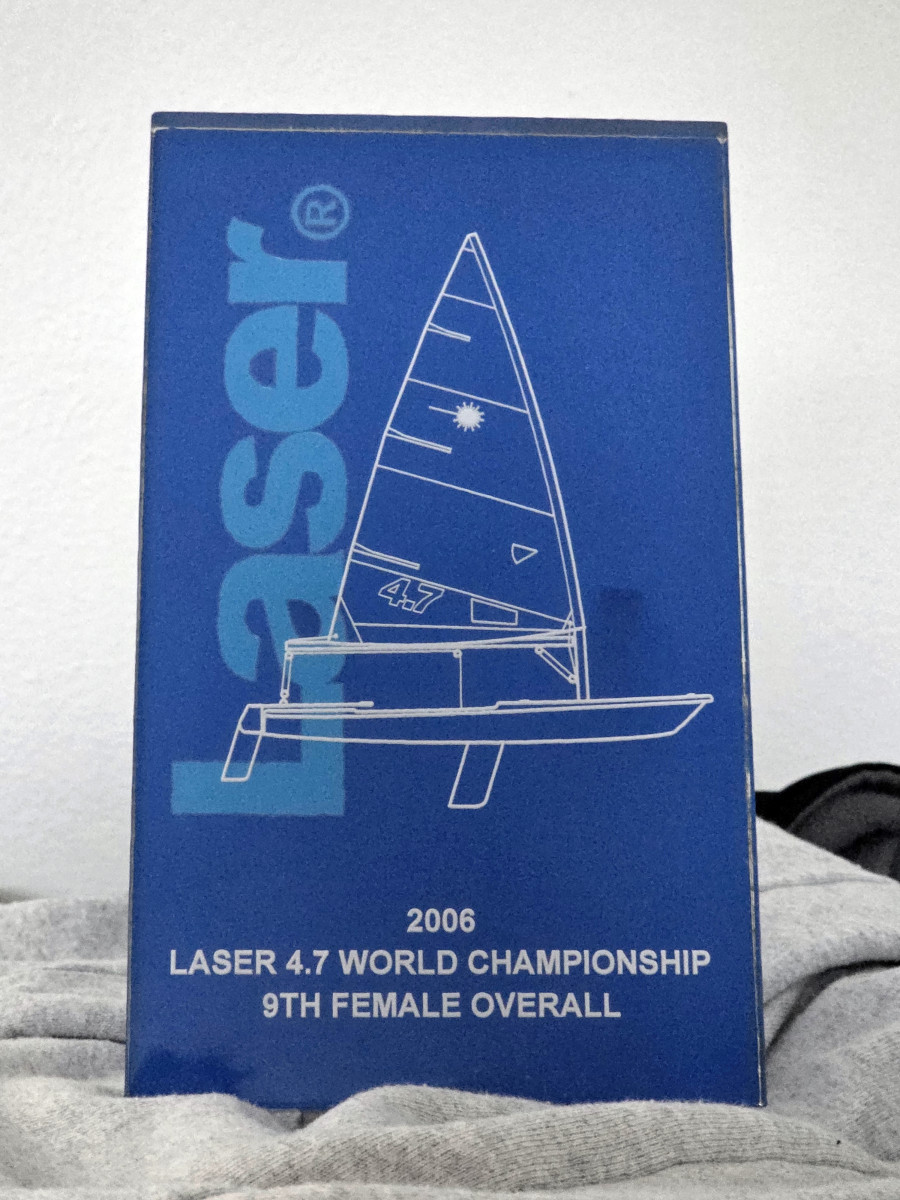 Laser®
4.7
2006
LASER 4.7 WORLD CHAMPIONSHIP
9TH FEMALE OVERALL